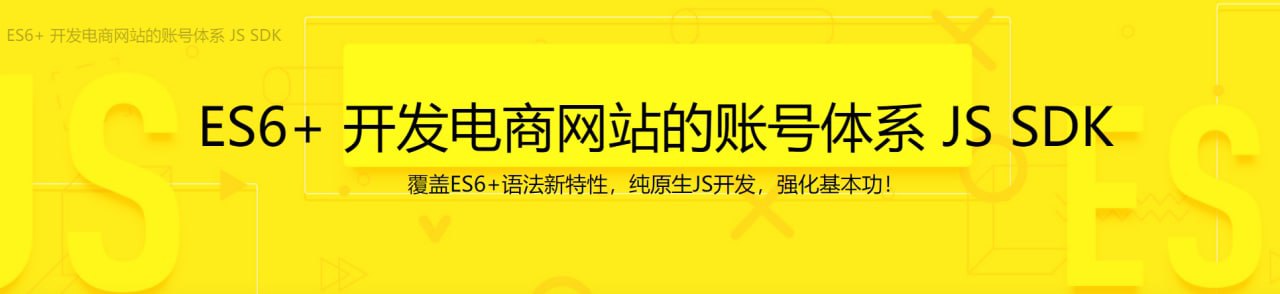 ES6+ 开发电商网站的账号体系 JS SDK
ES6+ 开发电商网站的账号体系 JS SDK
覆盖ES6+语法新特性，纯原生JS开发，强化基本功！
JS
ES